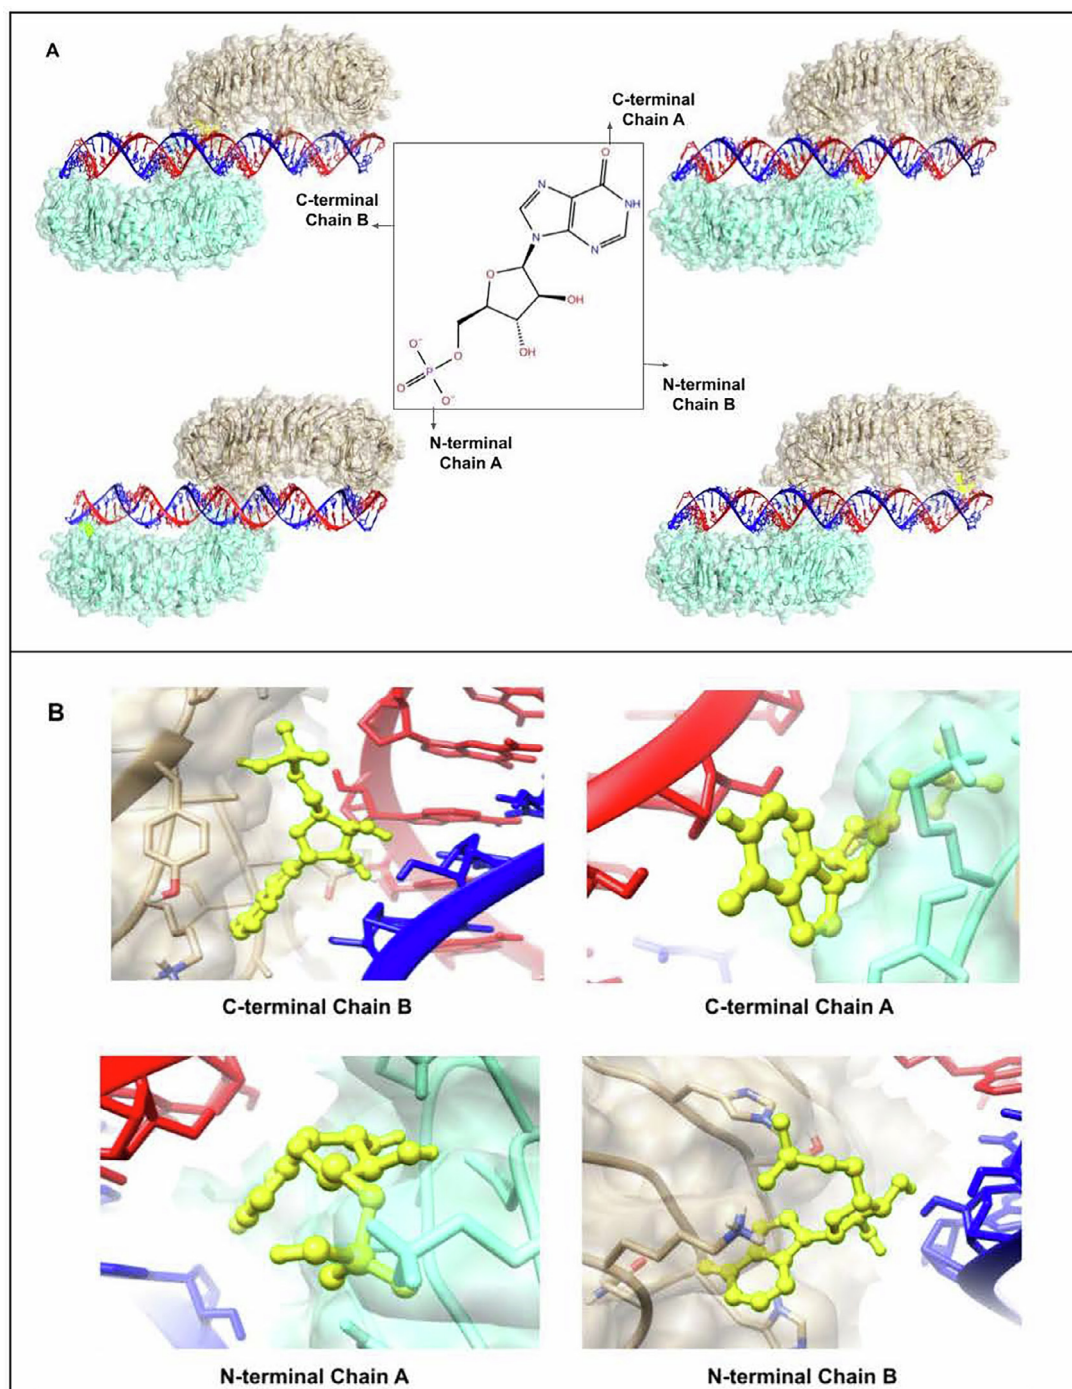 A
C-terminal
Chain A
O
N
NH
N
N
C-terminal
Chain B
O
OH
OH
O⁻
O
P
O
O⁻
N-terminal
Chain B
N-terminal
Chain A
B
C-terminal Chain B
C-terminal Chain A
N-terminal Chain A
N-terminal Chain B